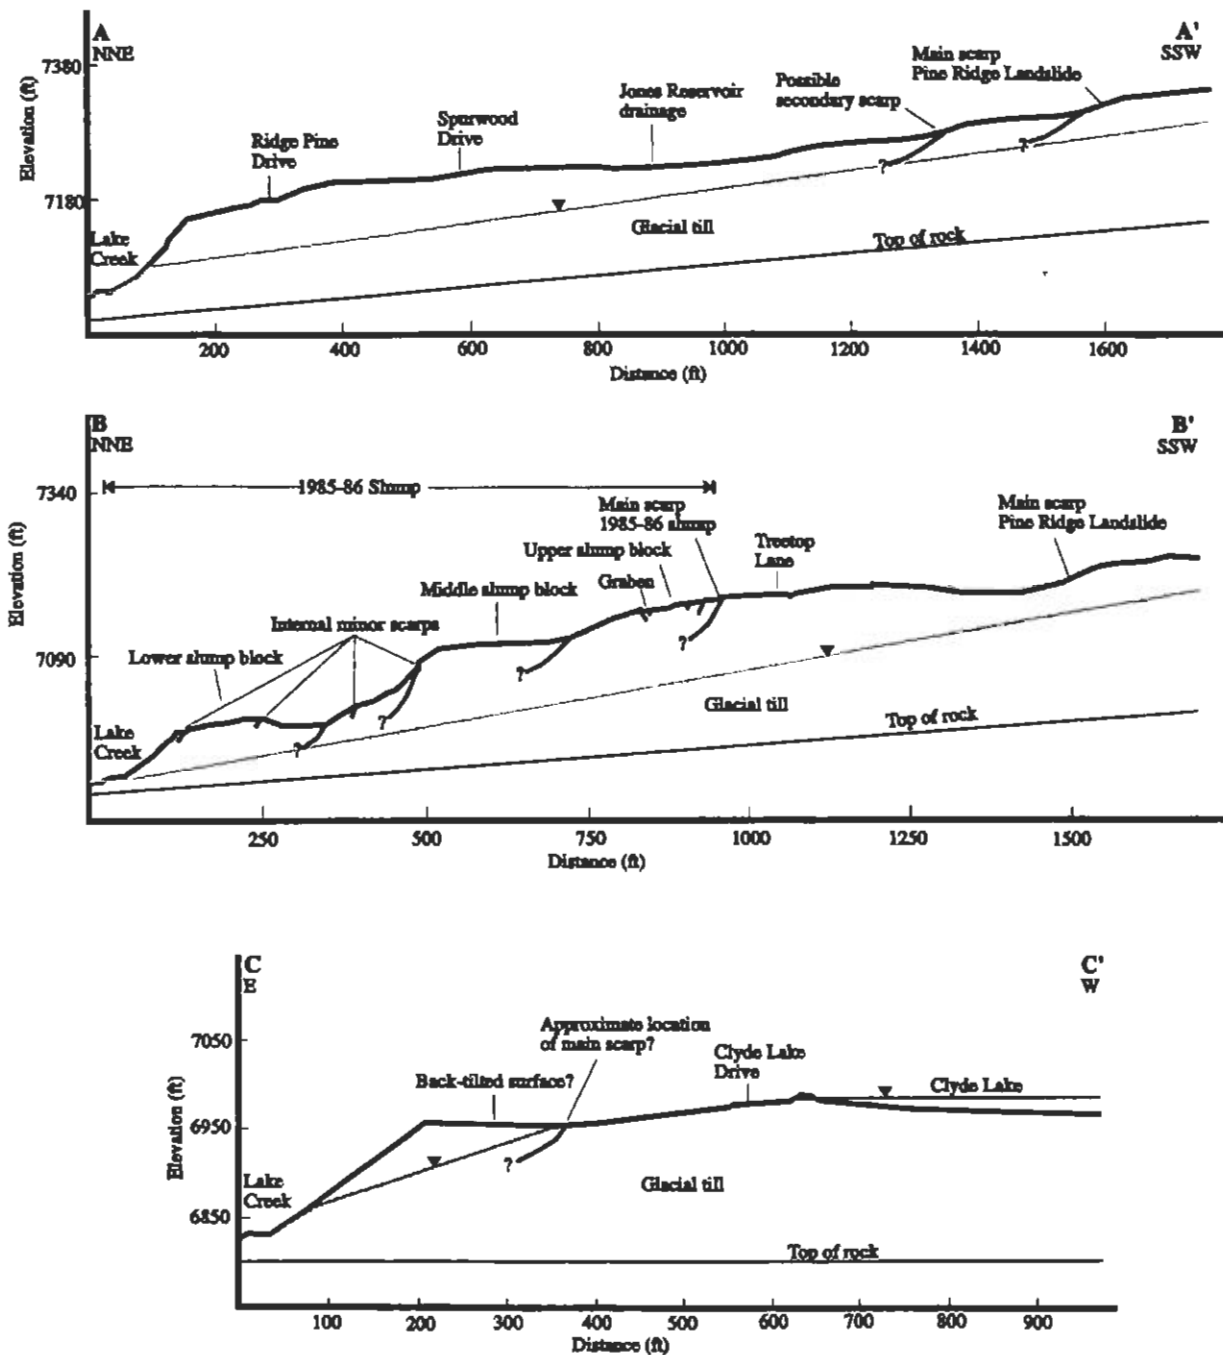 A
NNE
A'
SSW
Elevation (ft)
7380
7180
Main scarp
Pine Ridge Landslide
Possible
secondary scarp
Jones Reservoir
drainage
Spurwood
Drive
Ridge Pine
Drive
?
?
Lake
Creek
Glacial till
Top of rock
200
400
600
800
1000
1200
1400
1600
Distance (ft)
B
NNE
B'
SSW
Elevation (ft)
7340
7090
1985-86 Slump
Main scarp
1985-86 slump
Main scarp
Pine Ridge Landslide
Upper slump block
Treetop
Lane
Graben
Middle slump block
Internal minor scarps
Lower slump block
?
?
?
?
Lake
Creek
Glacial till
Top of rock
250
500
750
1000
1250
1500
Distance (ft)
C
E
C'
W
Elevation (ft)
7050
6950
6850
Approximate location
of main scarp?
Clyde Lake
Drive
Clyde Lake
Back-tilted surface?
?
Lake
Creek
Glacial till
Top of rock
100
200
300
400
500
600
700
800
900
Distance (ft)